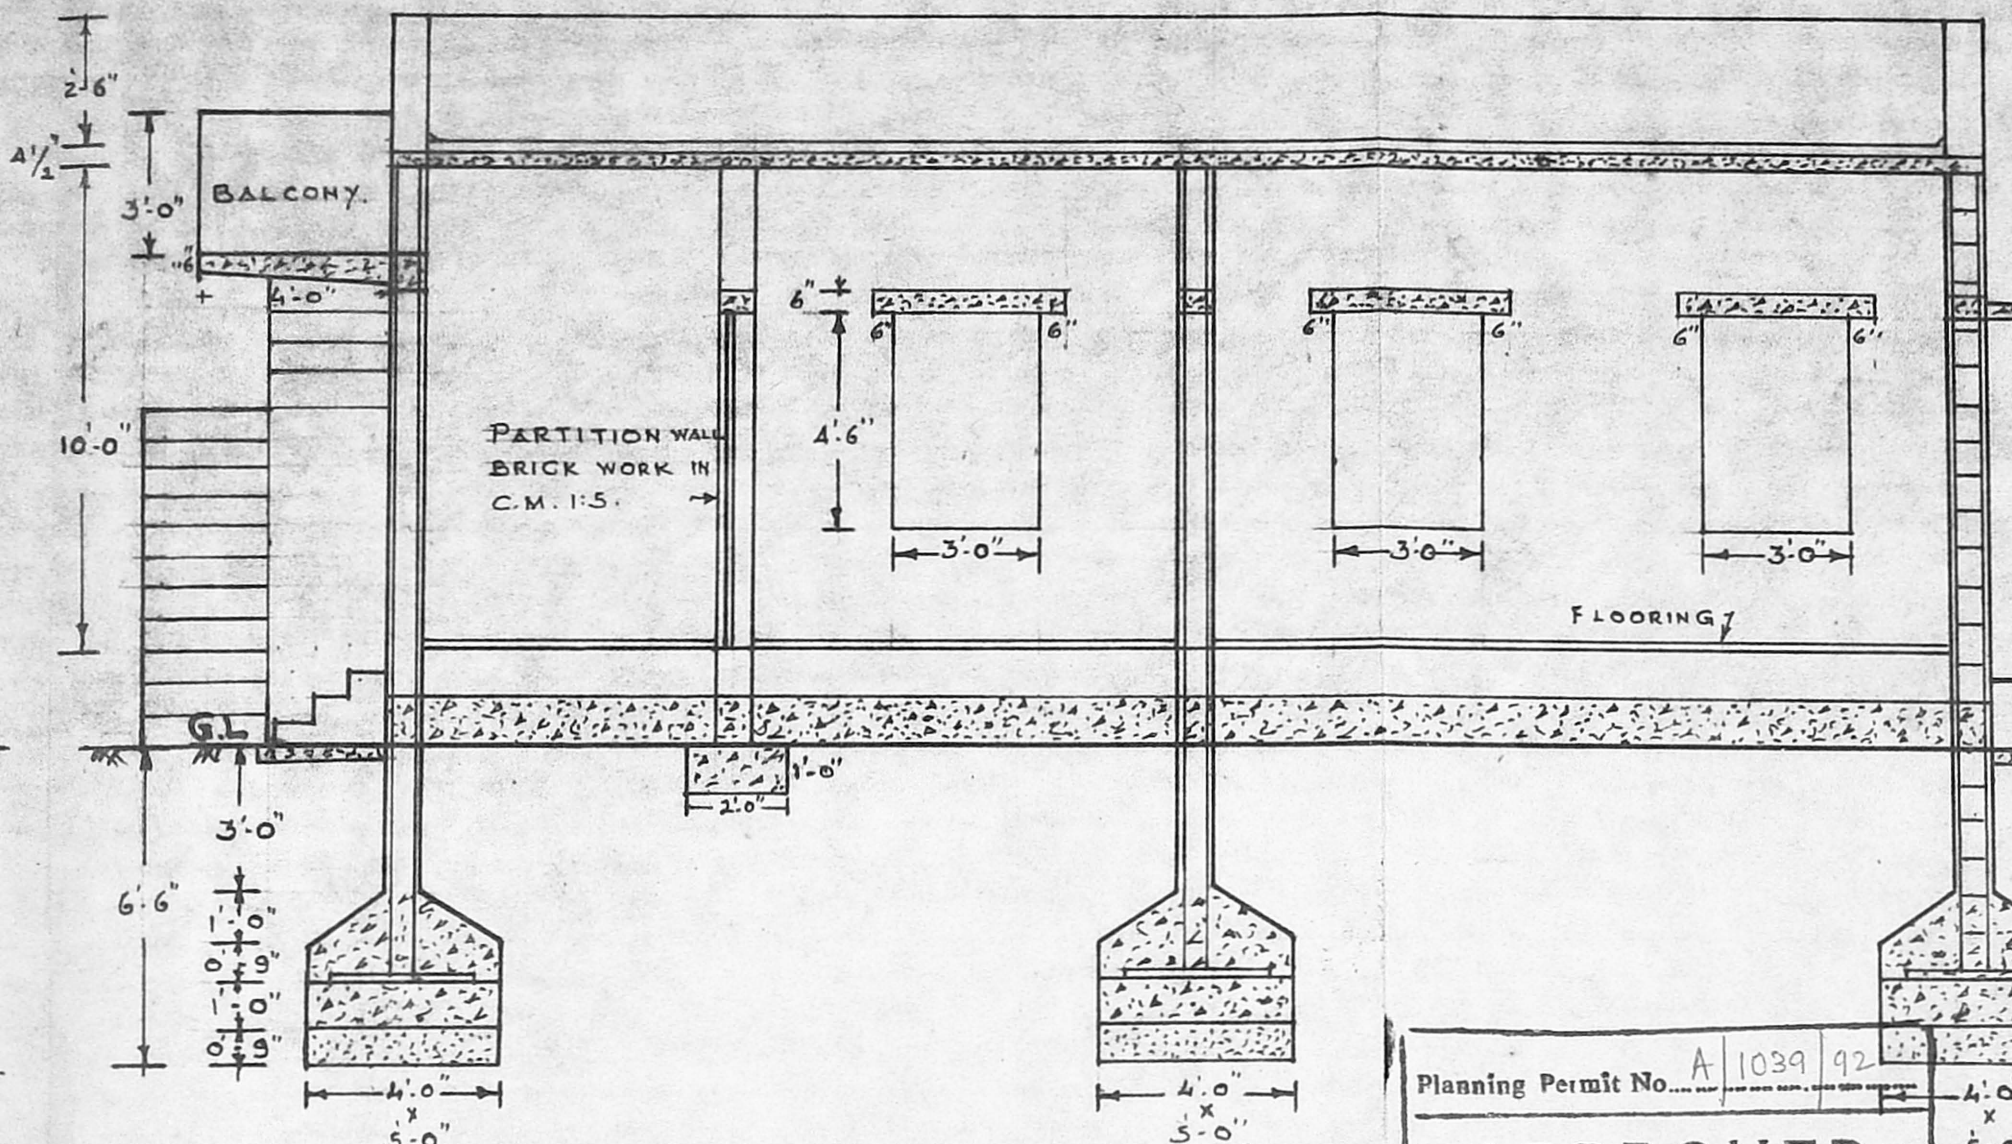 2'-6"
4½"
BALCONY.
3'-0"
6"
4'-0"
6"
6" 6"
6" 6"
6" 6"
10'-0"
PARTITION WALL
BRICK WORK IN
C.M. 1:5.
4'-6"
3'-0"
3'-0"
3'-0"
FLOORING
G.L
1'-0"
2'-0"
3'-0"
6'-6"
1'-0"
0'-9"
1'-0"
0'-9"
4'-0"
x
5'-0"
4'-0"
x
5'-0"
4'-0
x
Planning Permit No. A 1039 92